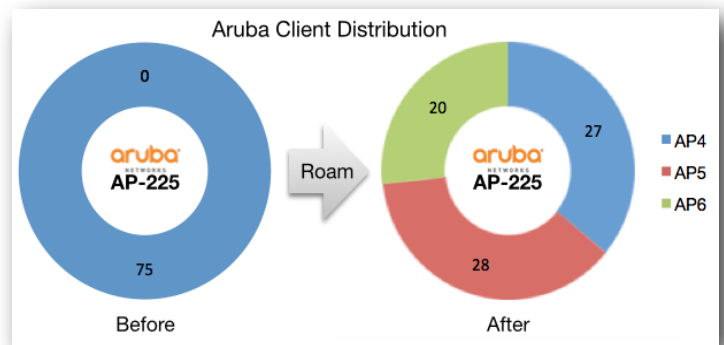 Aruba Client Distribution
0
aruba
NETWORKS
AP-225
75
Before
Roam
20
27
aruba
NETWORKS
AP-225
28
After
AP4
AP5
AP6